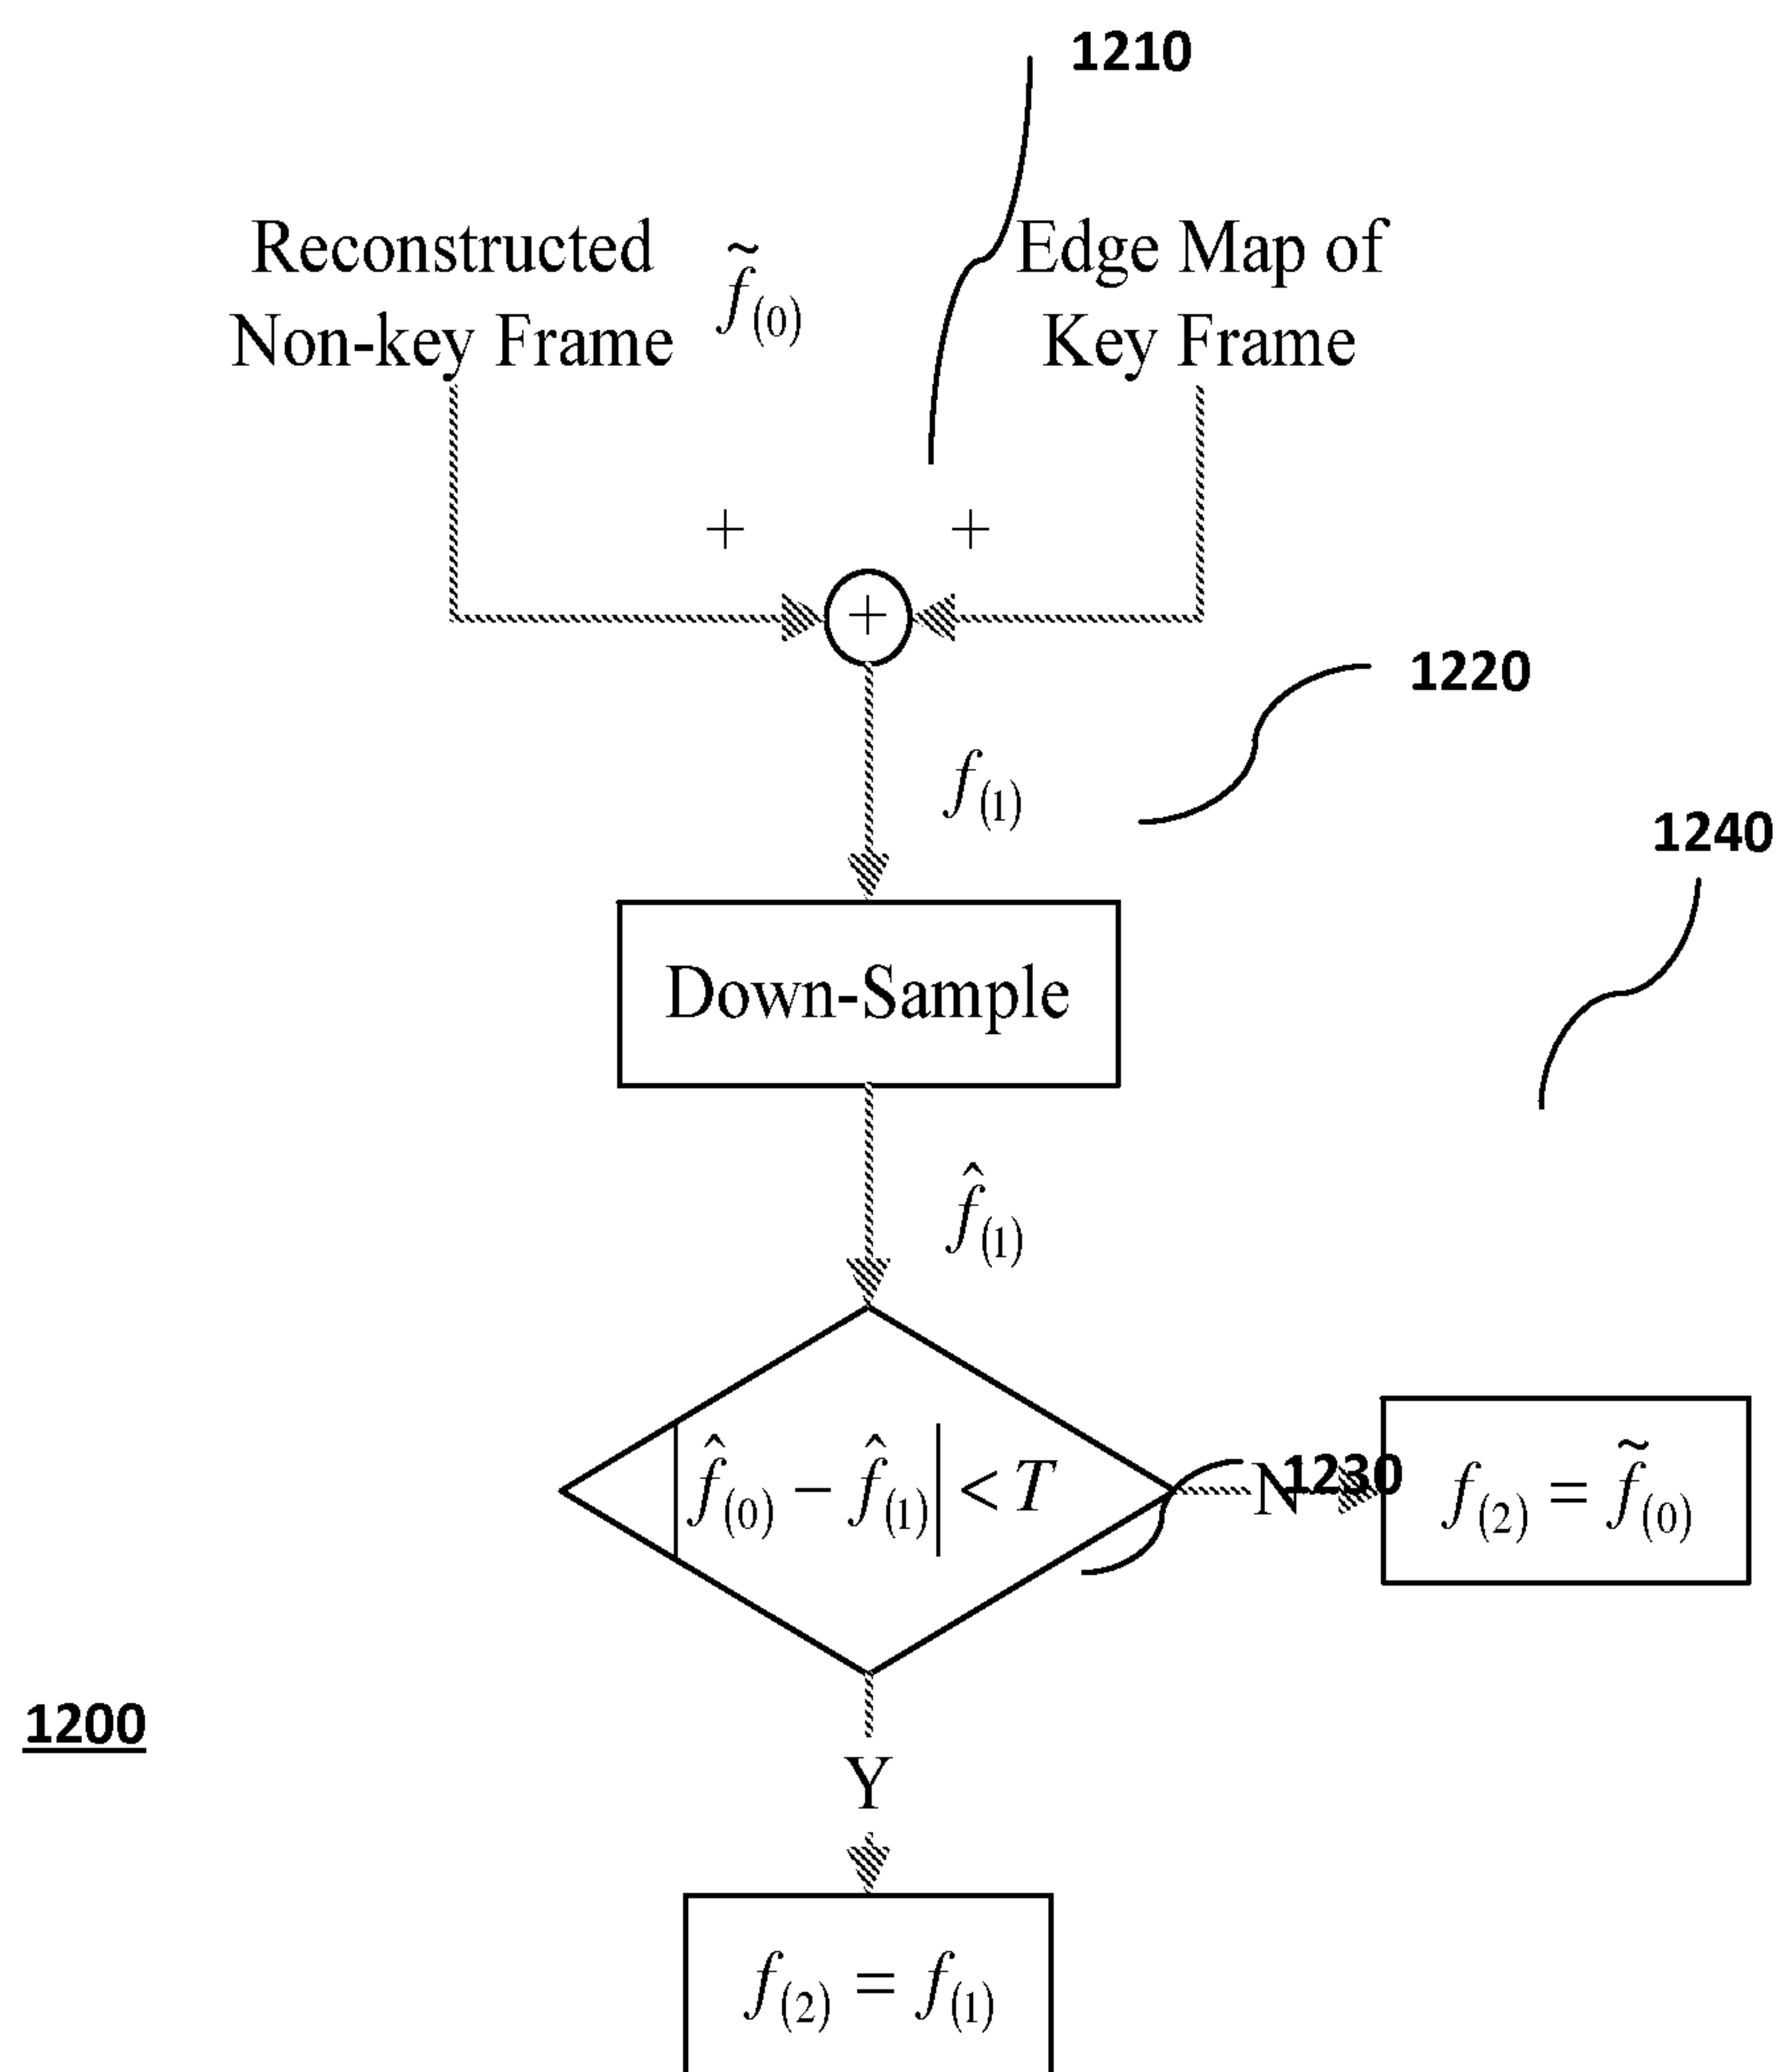 1210
Reconstructed
Non-key Frame
f̃(0)
Edge Map of
Key Frame
+ +
+
1220
f(1)
1240
Down-Sample
f̂(1)
|f̂(0) − f̂(1)| < T
N
1230
f(2) = f̃(0)
1200
Y
f(2) = f(1)